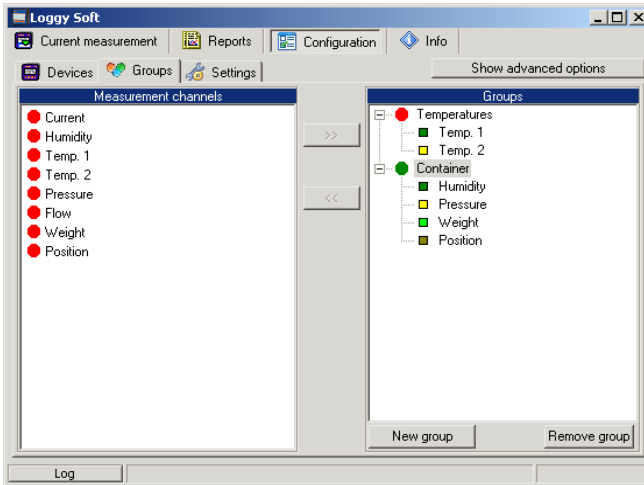 Loggy Soft
Current measurement Reports Configuration Info
Devices Groups Settings Show advanced options
Measurement channels
Current
Humidity
Temp. 1
Temp. 2
Pressure
Flow
Weight
Position
>>
<<
Groups
Temperatures
Temp. 1
Temp. 2
Container
Humidity
Pressure
Weight
Position
New group Remove group
Log